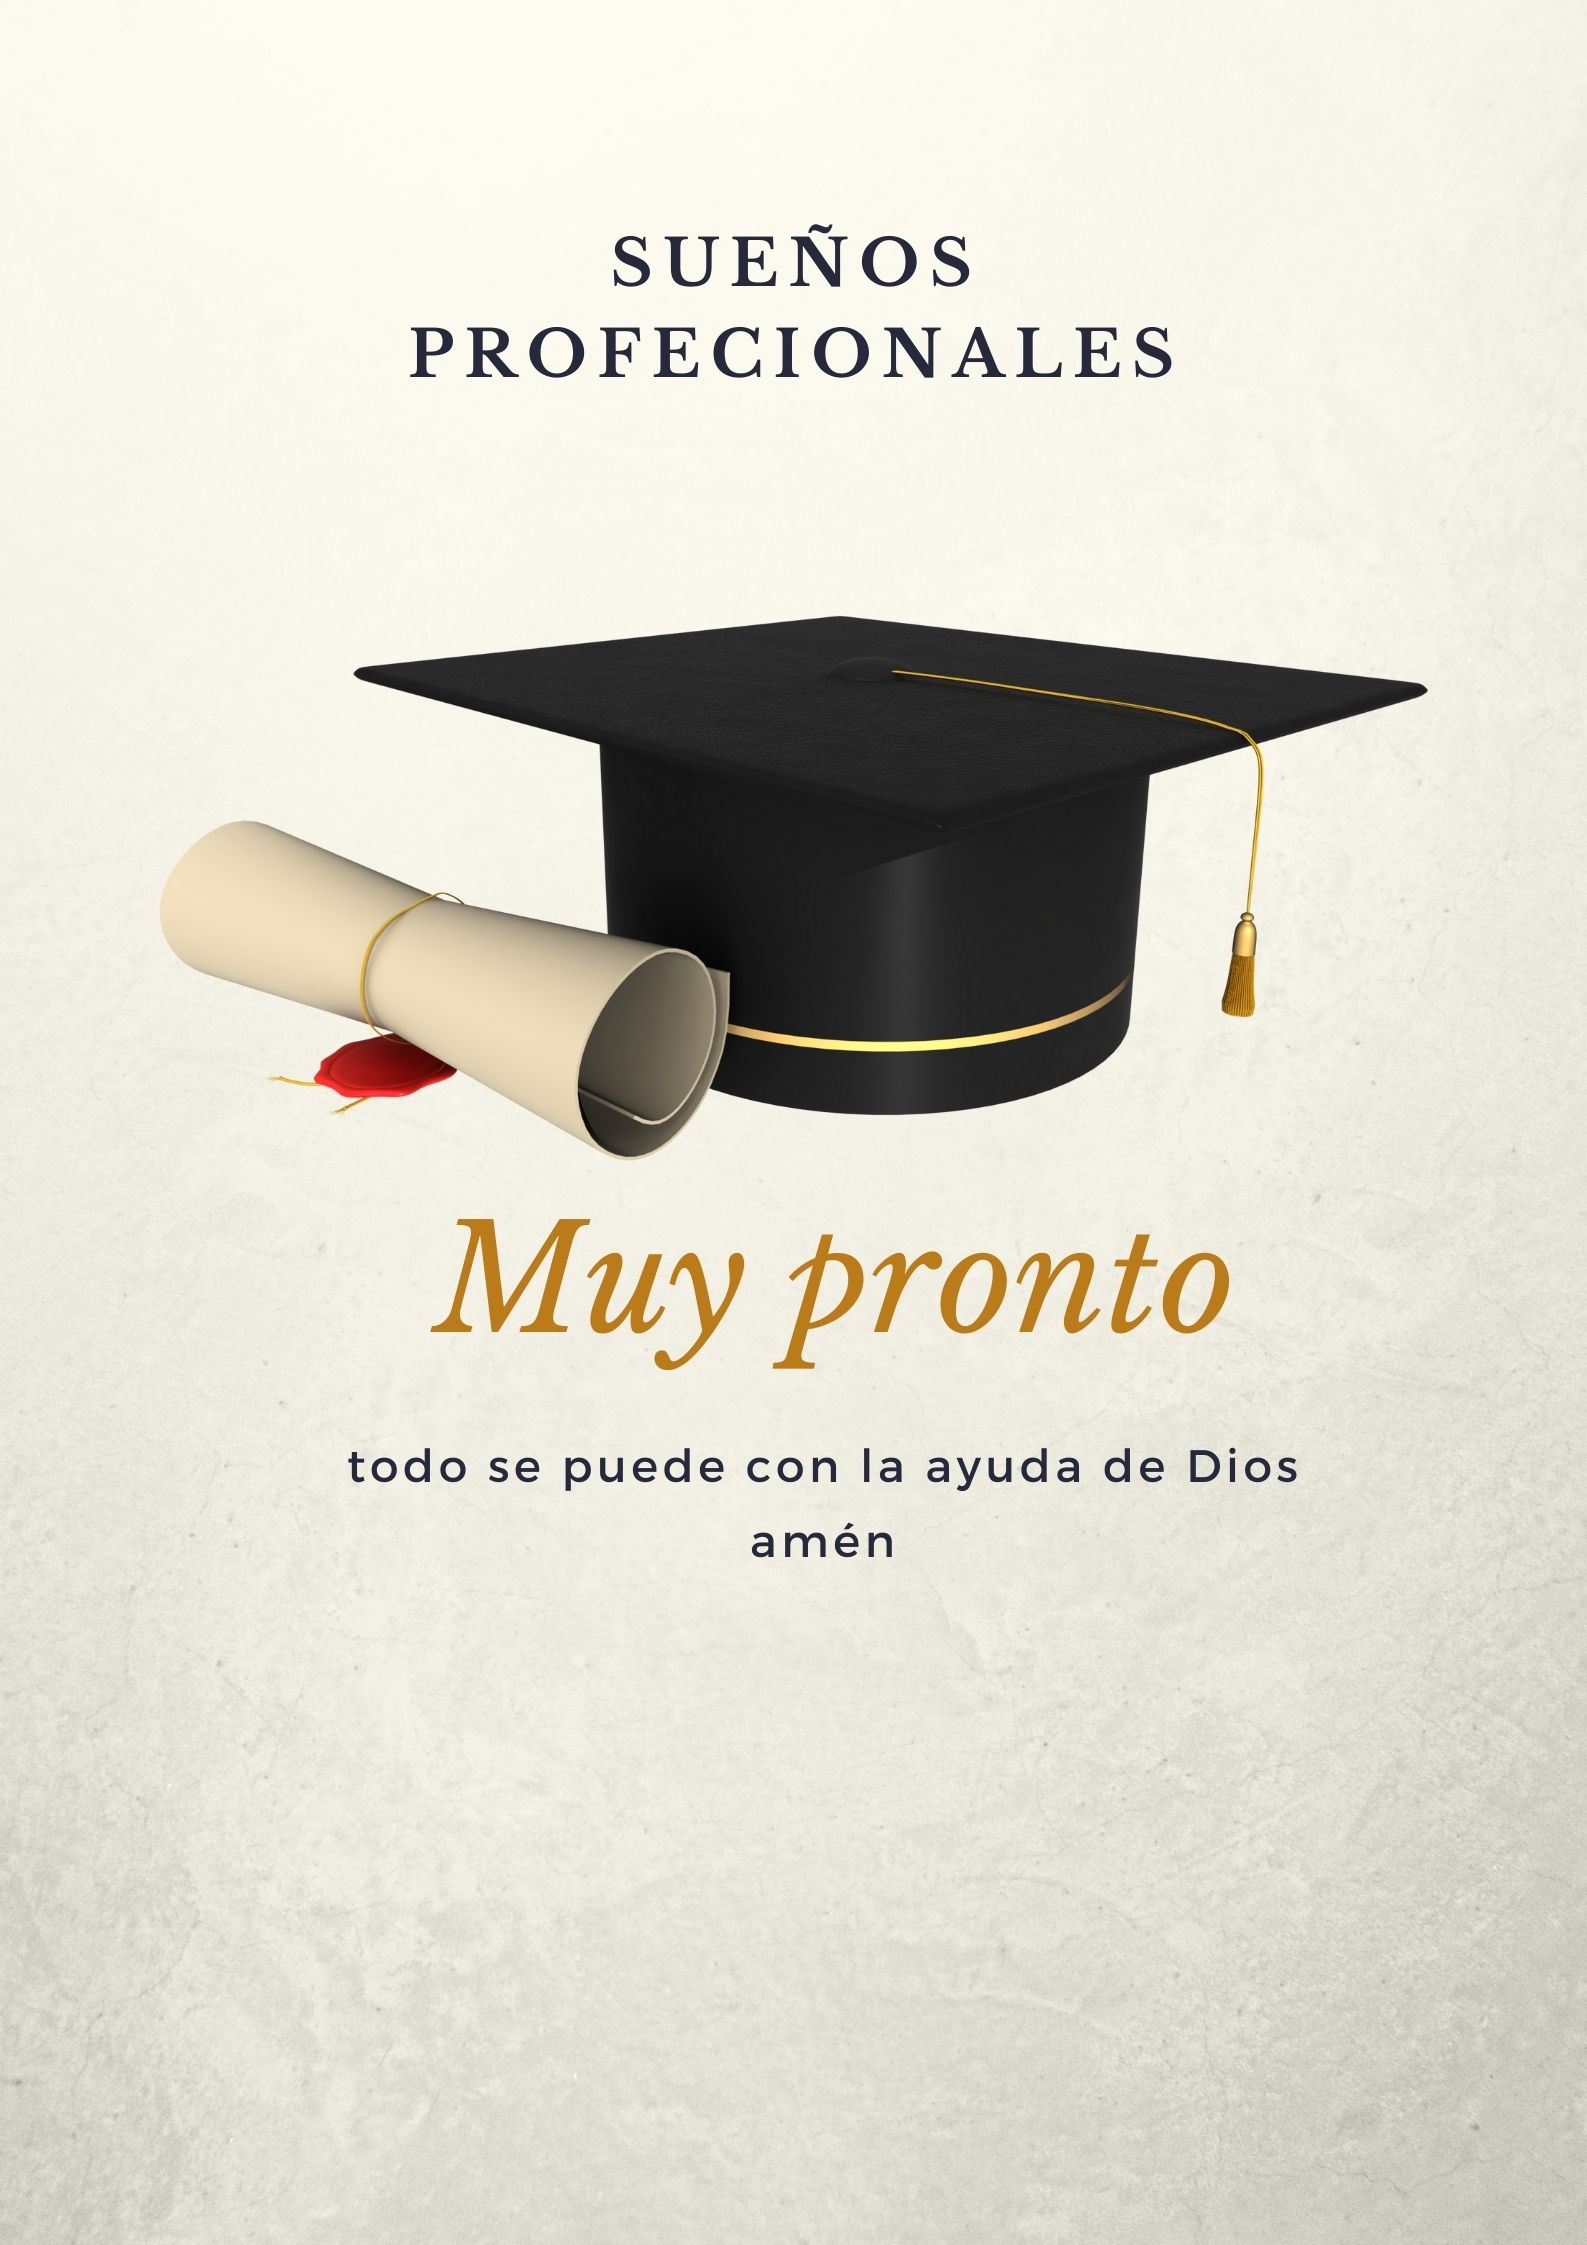 SUEÑOS
PROFECIONALES
Muy pronto
todo se puede con la ayuda de Dios
amén